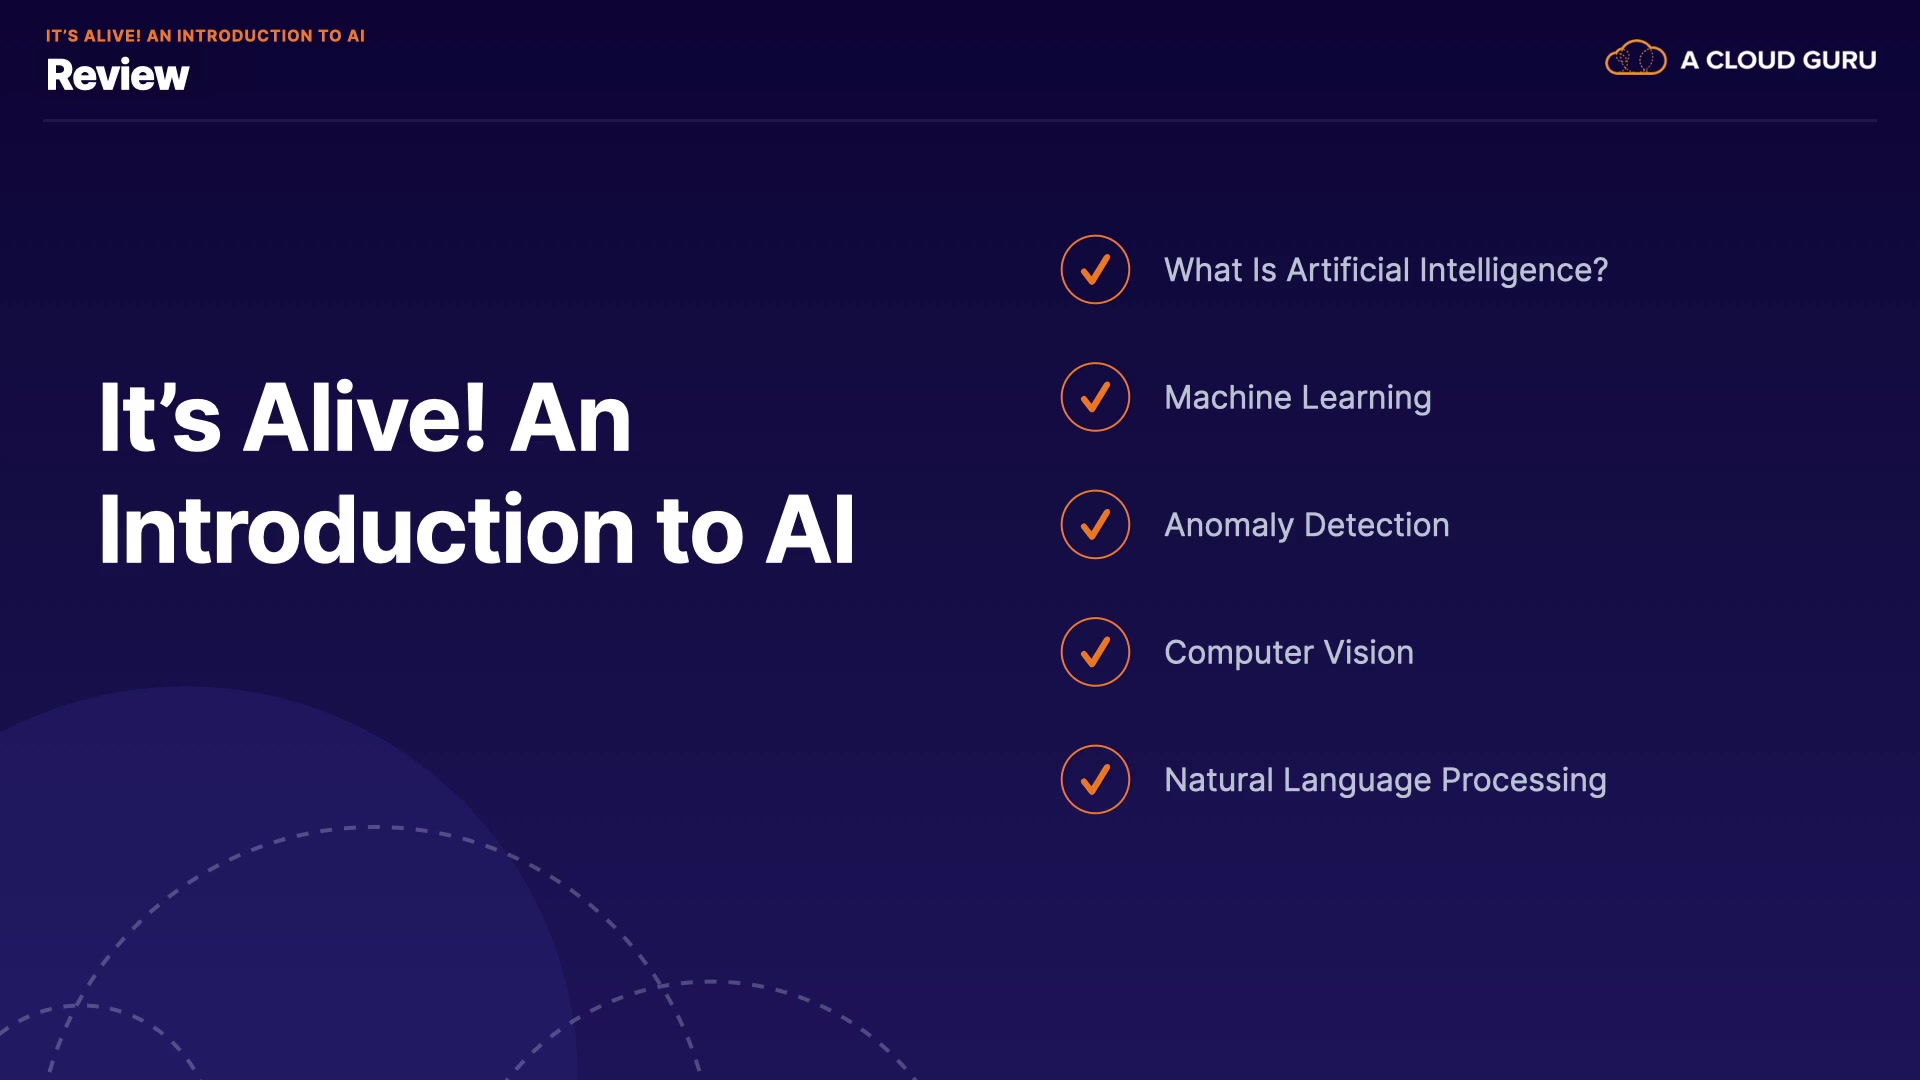 IT’S ALIVE! AN INTRODUCTION TO AI
Review
A CLOUD GURU
It’s Alive! An
Introduction to AI
What Is Artificial Intelligence?
Machine Learning
Anomaly Detection
Computer Vision
Natural Language Processing